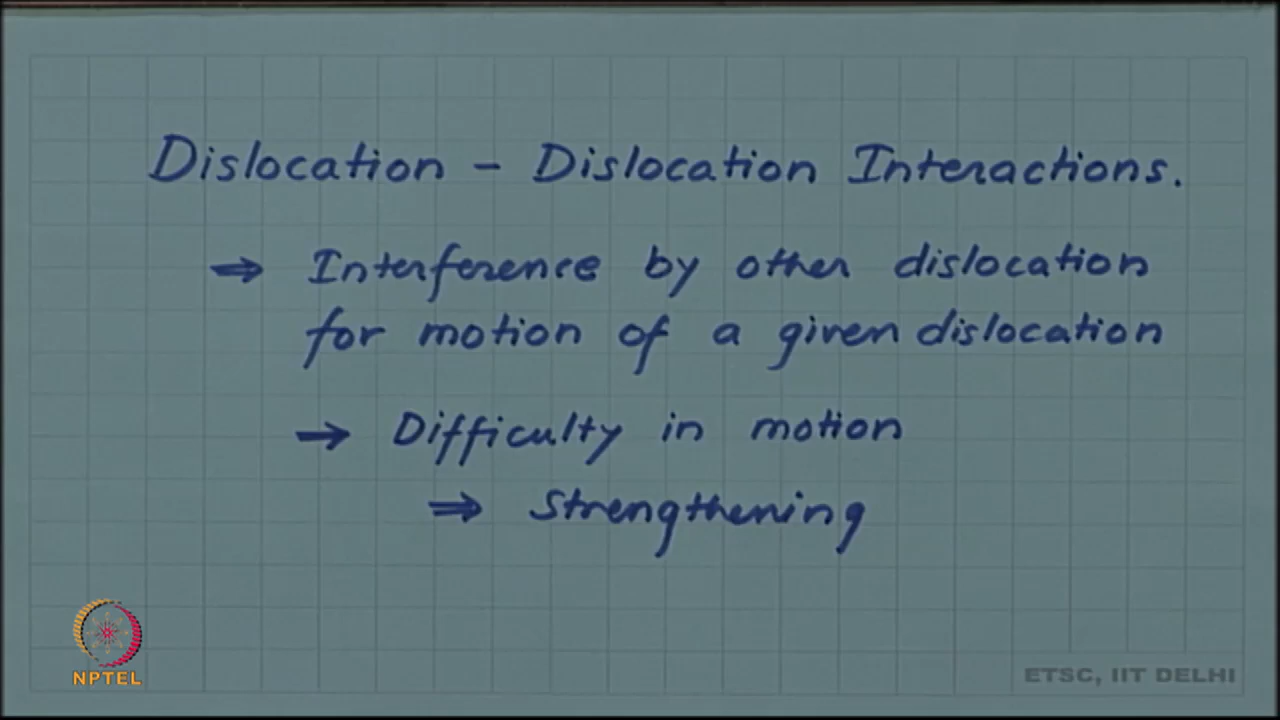 Dislocation - Dislocation Interactions.
⇒ Interference by other dislocation
for motion of a given dislocation
→ Difficulty in motion
⇒ Strengthening
NPTEL
ETSC, IIT DELHI